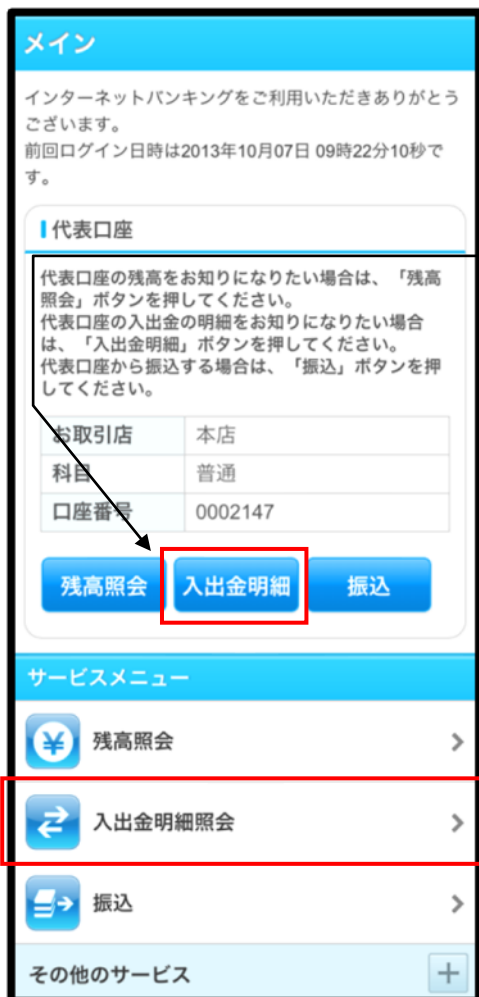 メイン
インターネットバンキングをご利用いただきありがとう
ございます。
前回ログイン日時は2013年10月07日 09時22分10秒で
す。
代表口座
代表口座の残高をお知りになりたい場合は、「残高
照会」ボタンを押してください。
代表口座の入出金の明細をお知りになりたい場合
は、「入出金明細」ボタンを押してください。
代表口座から振込する場合は、「振込」ボタンを押
してください。
お取引店 本店
科目 普通
口座番号 0002147
残高照会 入出金明細 振込
サービスメニュー
残高照会
入出金明細照会
振込
その他のサービス